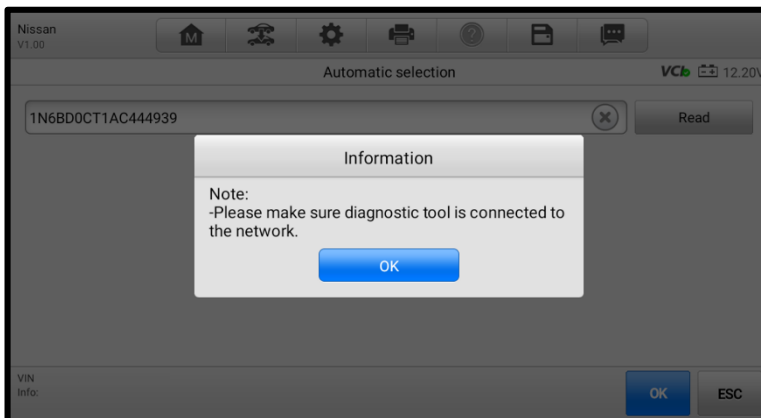 Nissan
V1.00
M
?
Automatic selection
VCI 12.20V
1N6BD0CT1AC444939
Read
Information
Note:
-Please make sure diagnostic tool is connected to
the network.
OK
VIN
Info:
OK
ESC